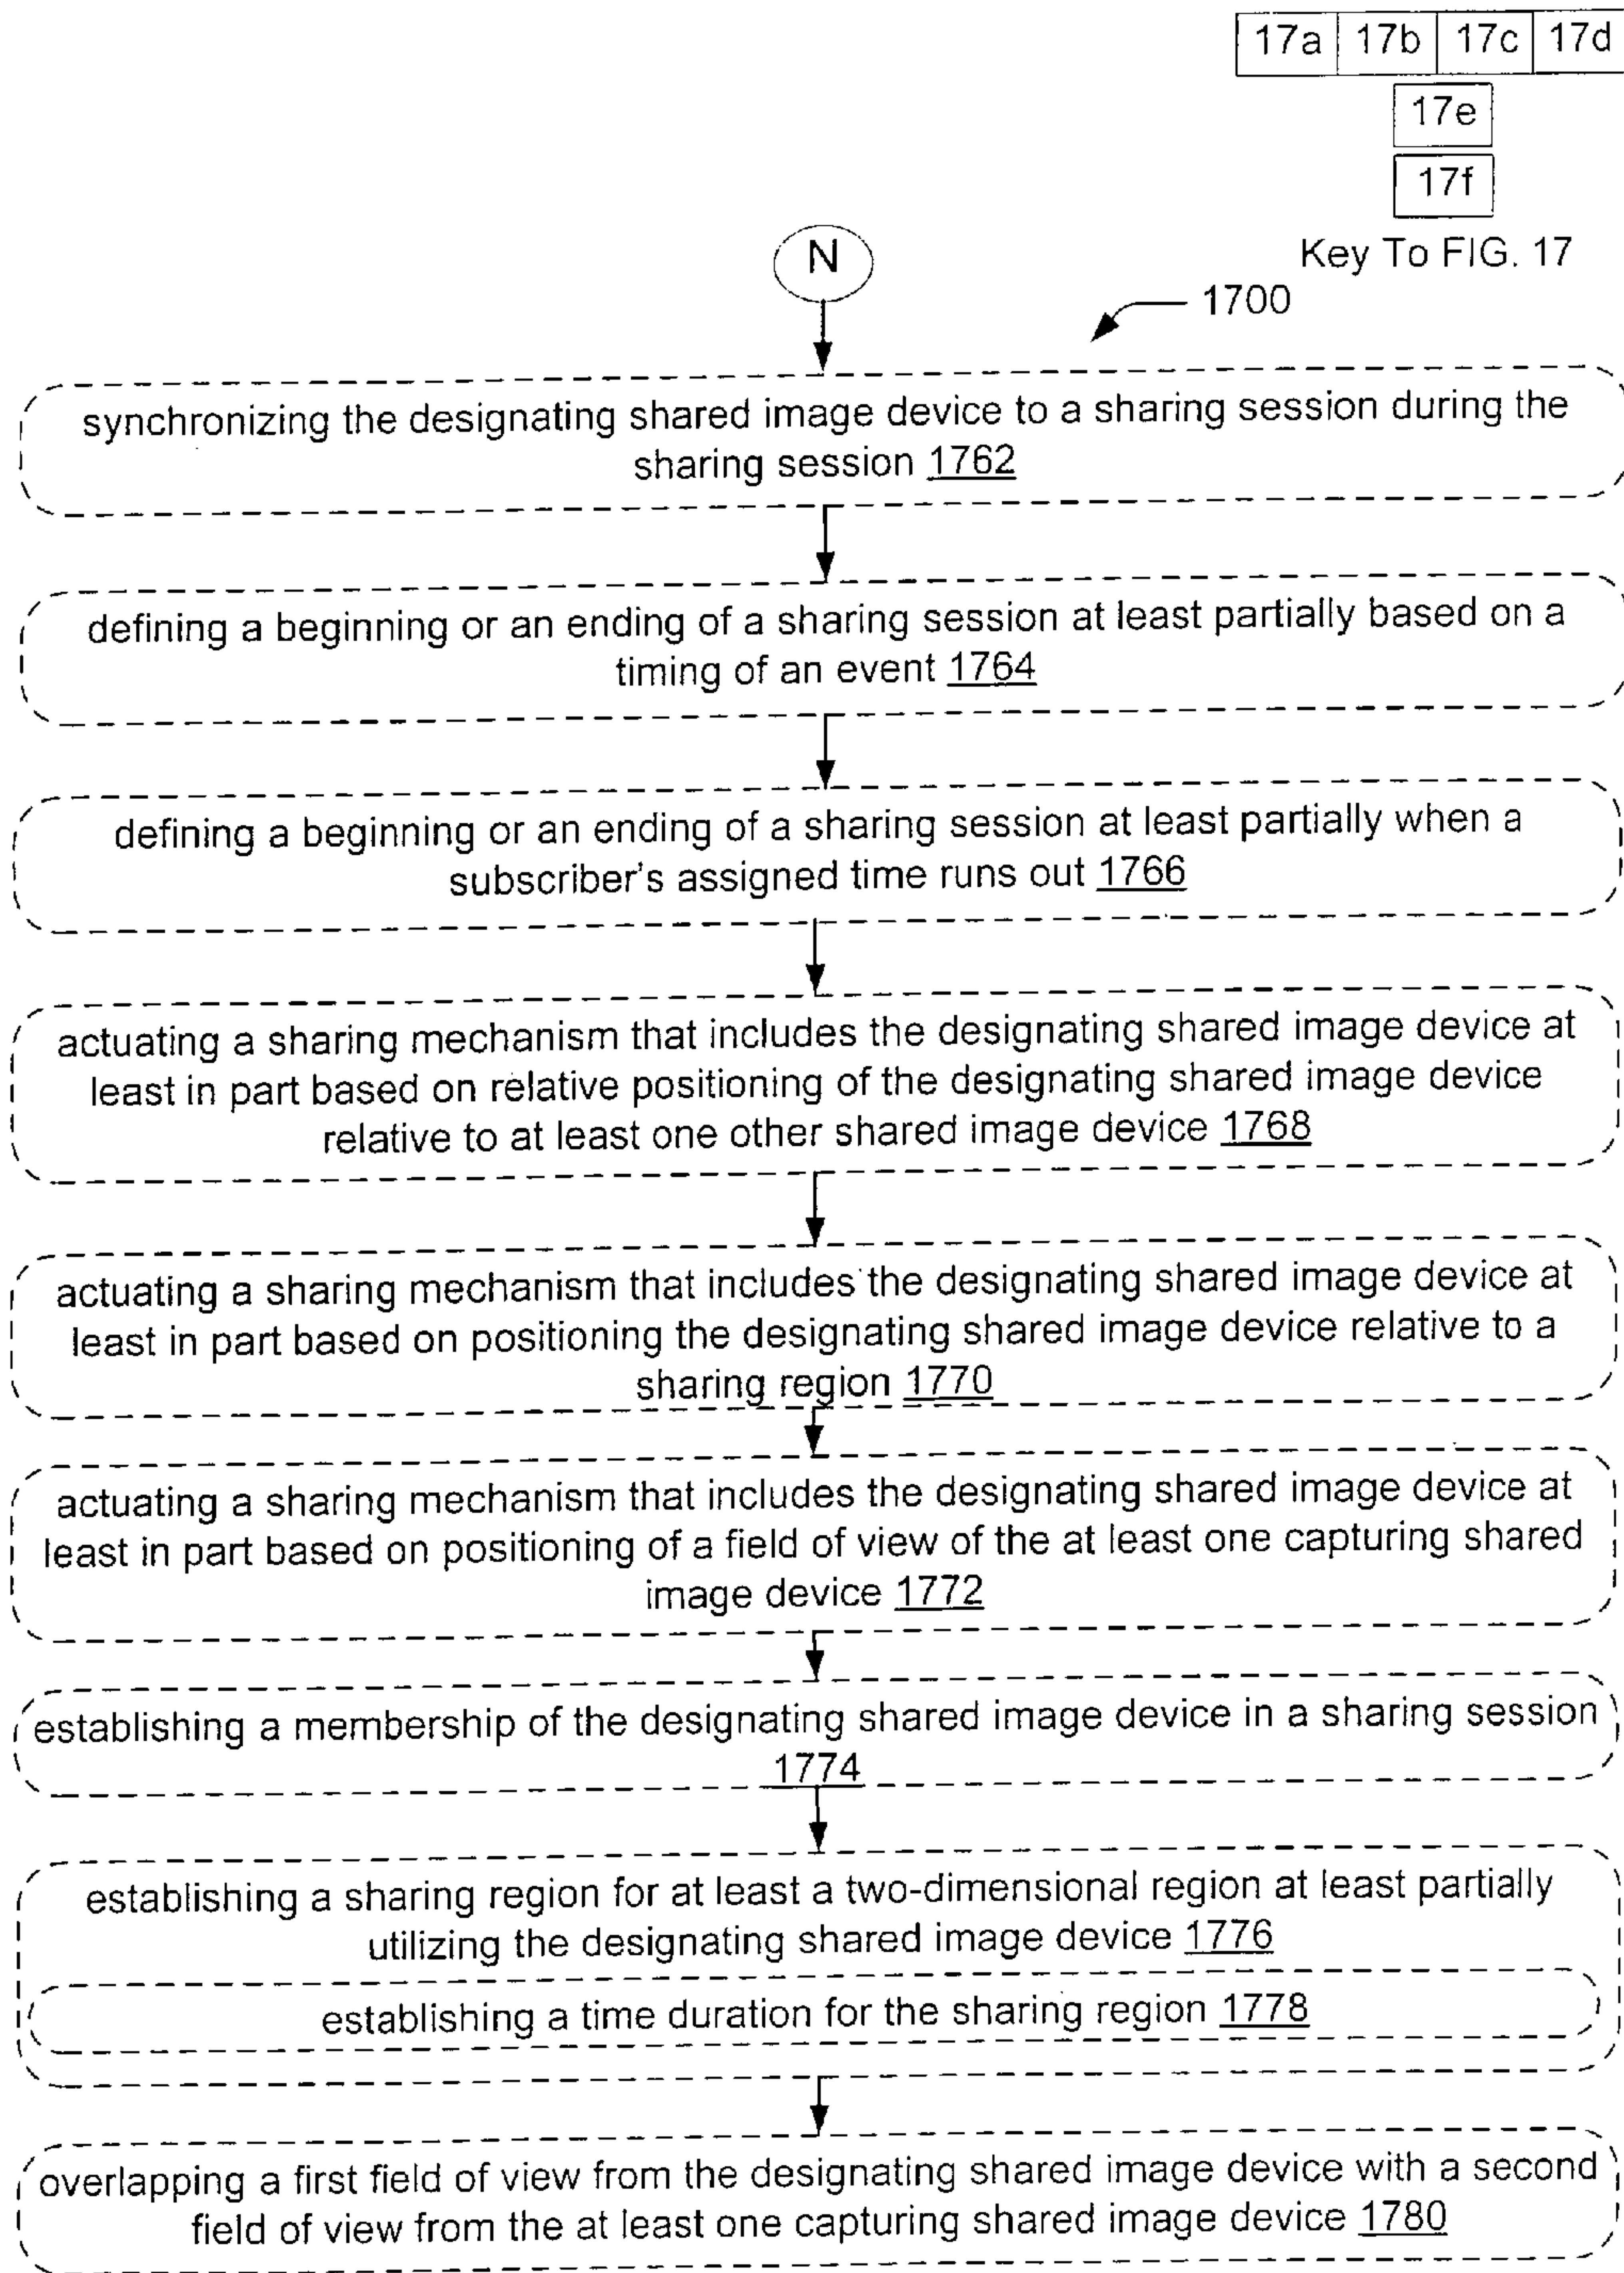 17a 17b 17c 17d
17e
17f
Key To FIG. 17
N
1700
synchronizing the designating shared image device to a sharing session during the
sharing session 1762
defining a beginning or an ending of a sharing session at least partially based on a
timing of an event 1764
defining a beginning or an ending of a sharing session at least partially when a
subscriber's assigned time runs out 1766
actuating a sharing mechanism that includes the designating shared image device at
least in part based on relative positioning of the designating shared image device
relative to at least one other shared image device 1768
actuating a sharing mechanism that includes the designating shared image device at
least in part based on positioning the designating shared image device relative to a
sharing region 1770
actuating a sharing mechanism that includes the designating shared image device at
least in part based on positioning of a field of view of the at least one capturing shared
image device 1772
establishing a membership of the designating shared image device in a sharing session
1774
establishing a sharing region for at least a two-dimensional region at least partially
utilizing the designating shared image device 1776
establishing a time duration for the sharing region 1778
overlapping a first field of view from the designating shared image device with a second
field of view from the at least one capturing shared image device 1780